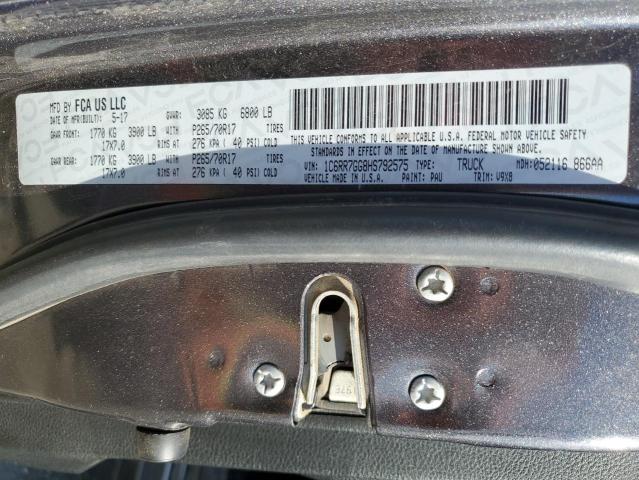 MFD BY FCA US LLC
DATE OF MFR(BUILT): 5-17 GVWR: 3085 KG 6800 LB
GAWR FRONT: 1770 KG 3900 LB WITH P265/70R17 TIRES
17X7.0 RIMS AT 276 KPA( 40 PSI) COLD
GAWR REAR: 1770 KG 3900 LB WITH P265/70R17 TIRES
17X7.0 RIMS AT 276 KPA( 40 PSI) COLD
THIS VEHICLE CONFORMS TO ALL APPLICABLE U.S.A. FEDERAL MOTOR VEHICLE SAFETY
STANDARDS IN EFFECT ON THE DATE OF MANUFACTURE SHOWN ABOVE.
VIN: 1C6RR7GG8HS792575 TYPE: TRUCK MDH: 052116 866AA
VEHICLE MADE IN U.S.A. PAINT: PAU TRIM: V9X8